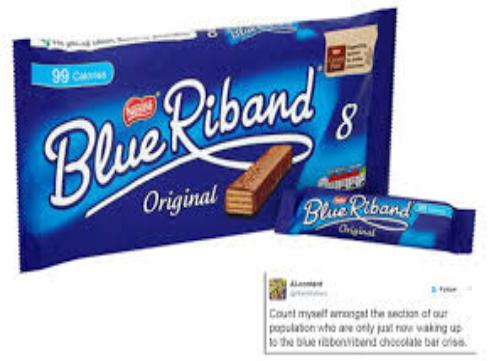 99 Calories
Nestlé
Blue Riband
8
Original
Blue Riband
Original
Follow
Count myself amongst the section of our
population who are only just now waking up
to the blue ribbon/riband chocolate bar crisis.